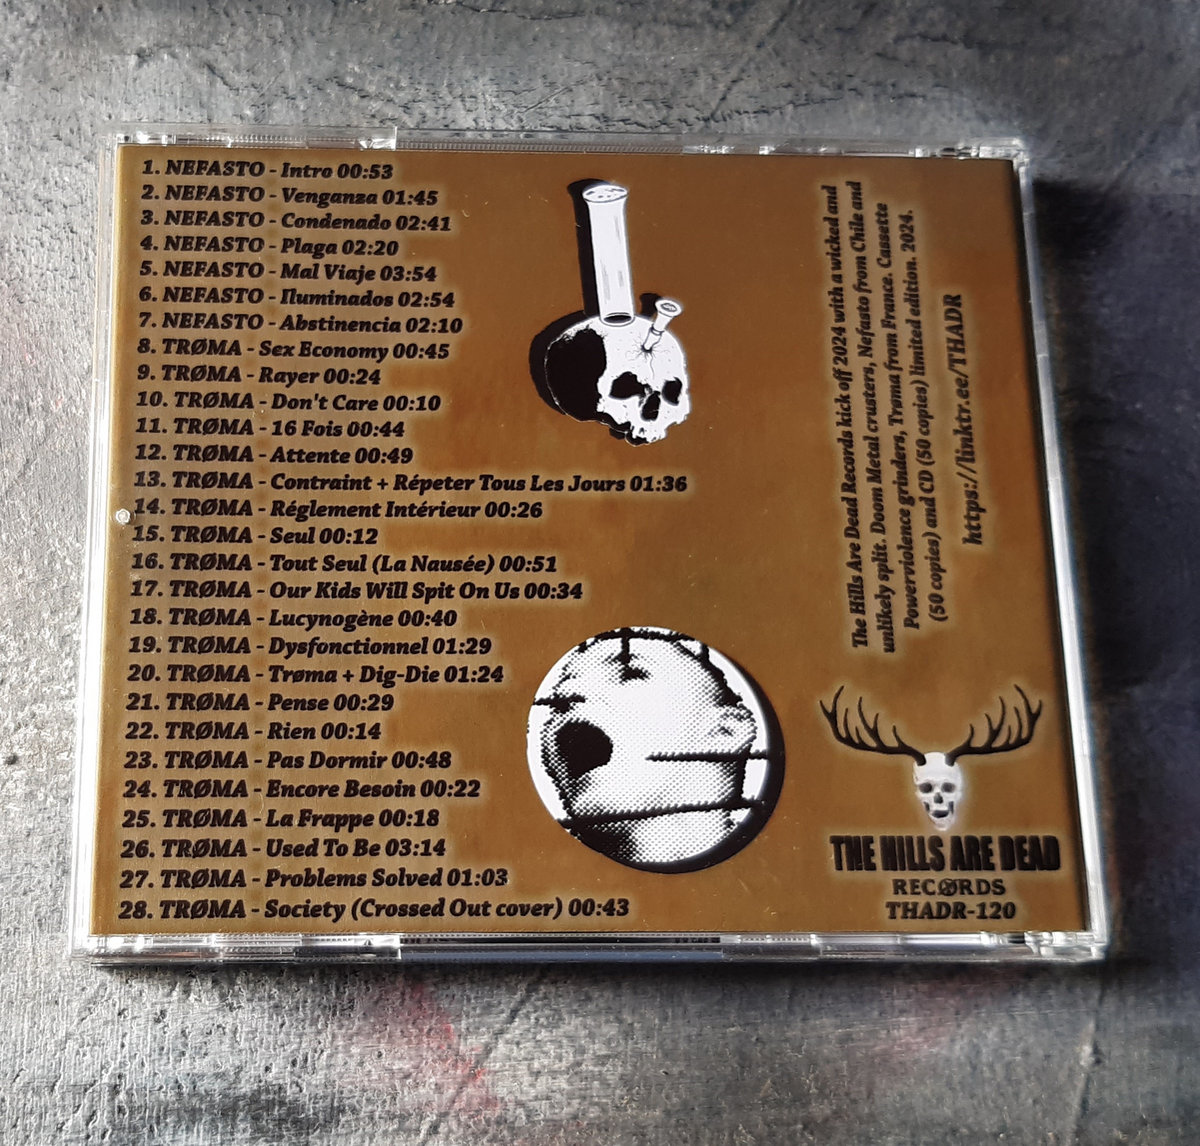 1. NEFASTO - Intro 00:53
2. NEFASTO - Venganza 01:45
3. NEFASTO - Condenado 02:41
4. NEFASTO - Plaga 02:20
5. NEFASTO - Mal Viaje 03:54
6. NEFASTO - Iluminados 02:54
7. NEFASTO - Abstinencia 02:10
8. TRØMA - Sex Economy 00:45
9. TRØMA - Rayer 00:24
10. TRØMA - Don't Care 00:10
11. TRØMA - 16 Fois 00:44
12. TRØMA - Attente 00:49
13. TRØMA - Contraint + Répeter Tous Les Jours 01:36
14. TRØMA - Réglement Intérieur 00:26
15. TRØMA - Seul 00:12
16. TRØMA - Tout Seul (La Nausée) 00:51
17. TRØMA - Our Kids Will Spit On Us 00:34
18. TRØMA - Lucynogène 00:40
19. TRØMA - Dysfonctionnel 01:29
20. TRØMA - Trøma + Dig-Die 01:24
21. TRØMA - Pense 00:29
22. TRØMA - Rien 00:14
23. TRØMA - Pas Dormir 00:48
24. TRØMA - Encore Besoin 00:22
25. TRØMA - La Frappe 00:18
26. TRØMA - Used To Be 03:14
27. TRØMA - Problems Solved 01:03
28. TRØMA - Society (Crossed Out cover) 00:43
The Hills Are Dead Records kick off 2024 with a wicked and
unlikely split. Doom Metal crusters, Nefasto from Chile and
Powerviolence grinders, Trøma from France. Cassette
(50 copies) and CD (50 copies) limited edition. 2024.
https://linktr.ee/THADR
THE HILLS ARE DEAD
RECORDS
THADR-120